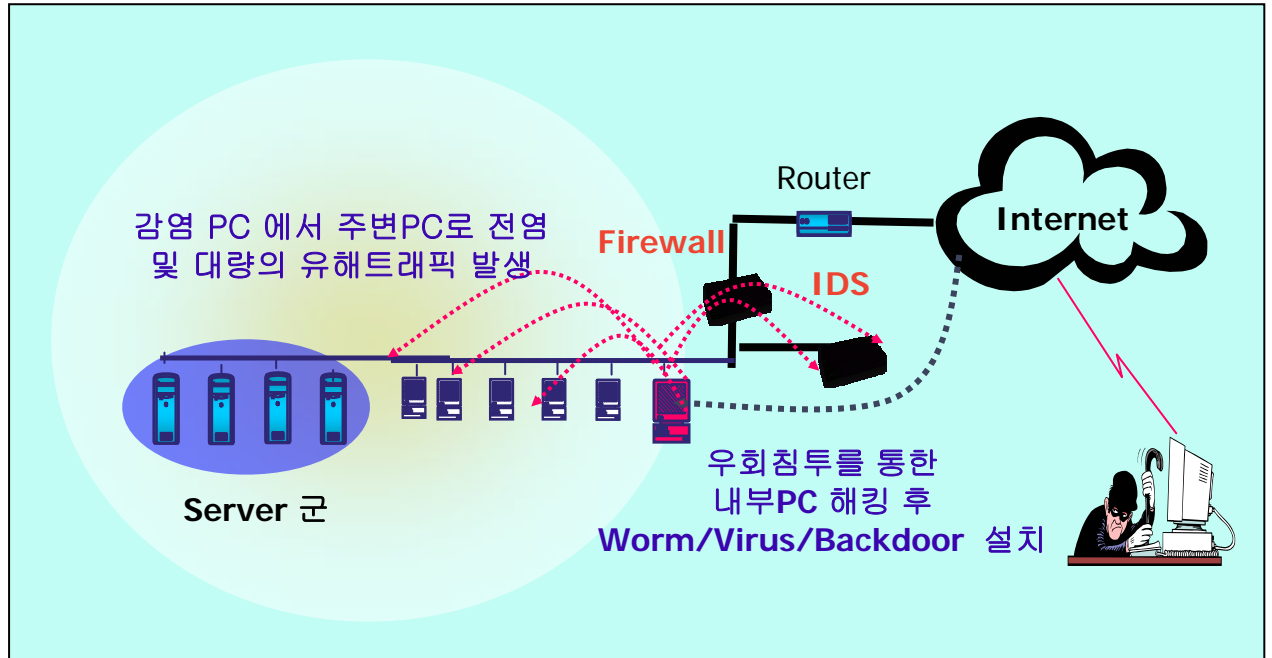 Router
Internet
Firewall
IDS
감염 PC 에서 주변PC로 전염
및 대량의 유해트래픽 발생
Server 군
우회침투를 통한
내부PC 해킹 후
Worm/Virus/Backdoor 설치